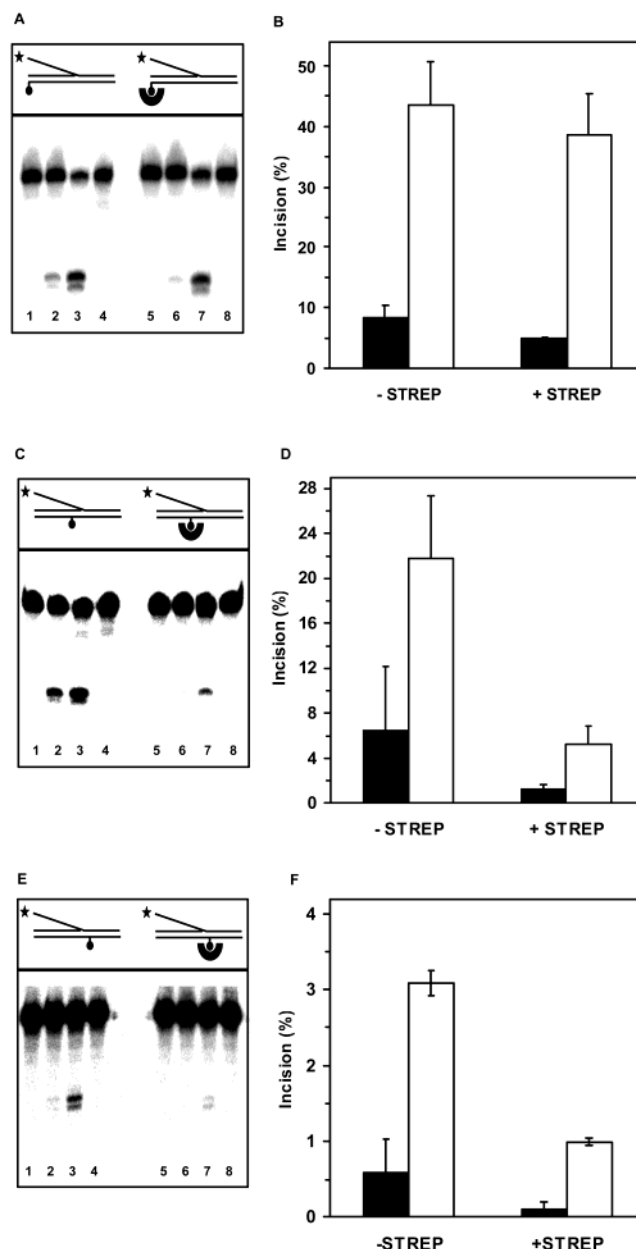 A
1 2 3 4 5 6 7 8
B
Incision (%)
50
40
30
20
10
0
- STREP + STREP
C
1 2 3 4 5 6 7 8
D
Incision (%)
28
24
20
16
12
8
4
0
- STREP + STREP
E
1 2 3 4 5 6 7 8
F
Incision (%)
4
3
2
1
0
-STREP +STREP